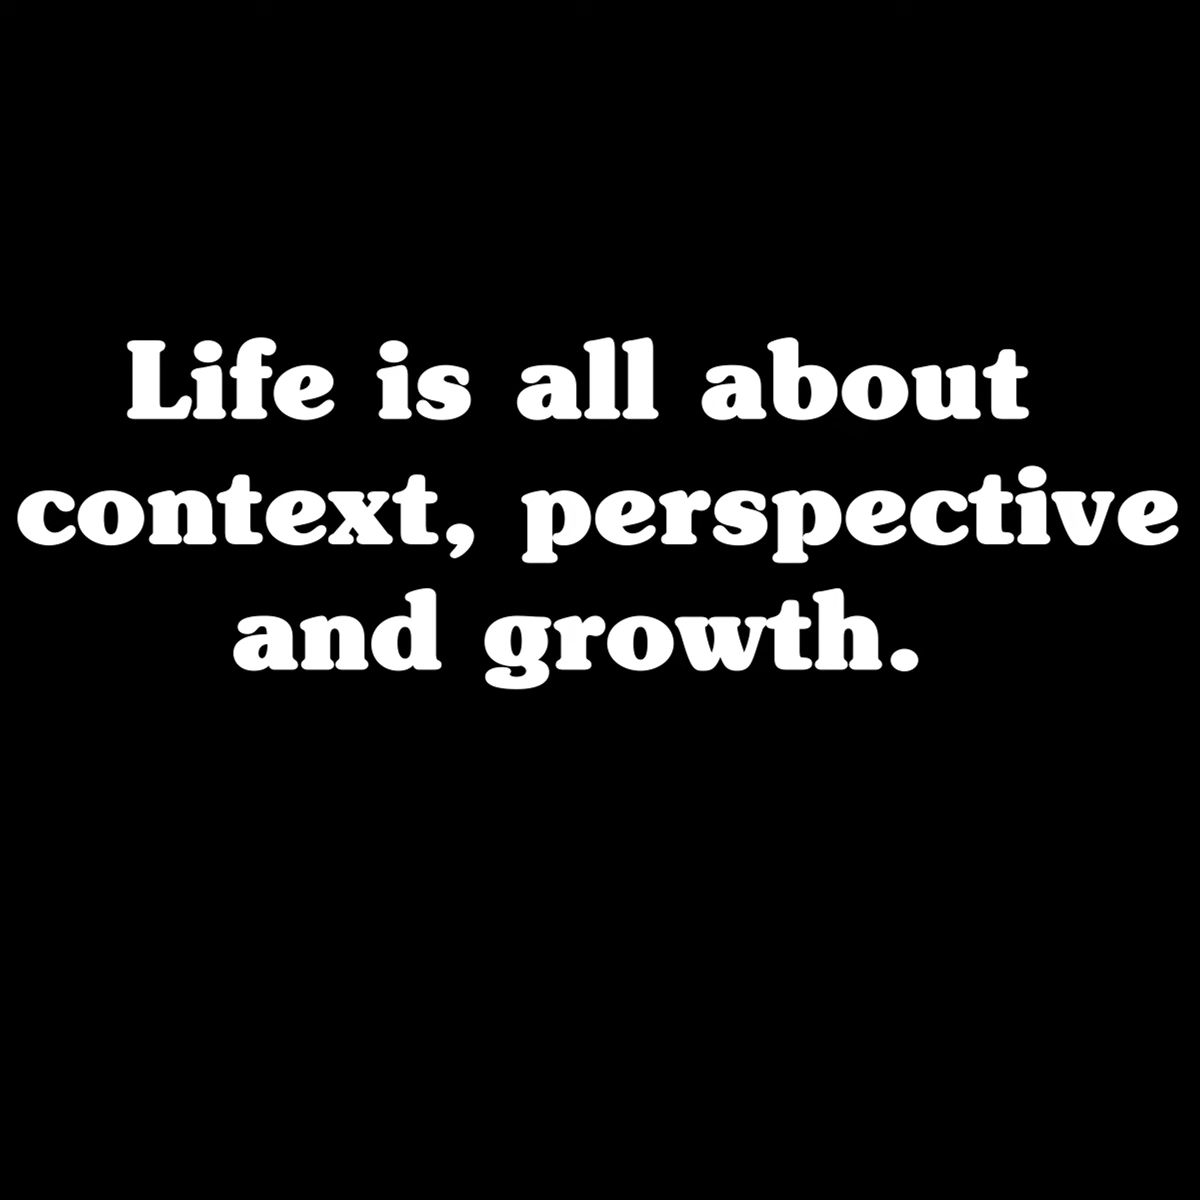 Life is all about
context, perspective
and growth.